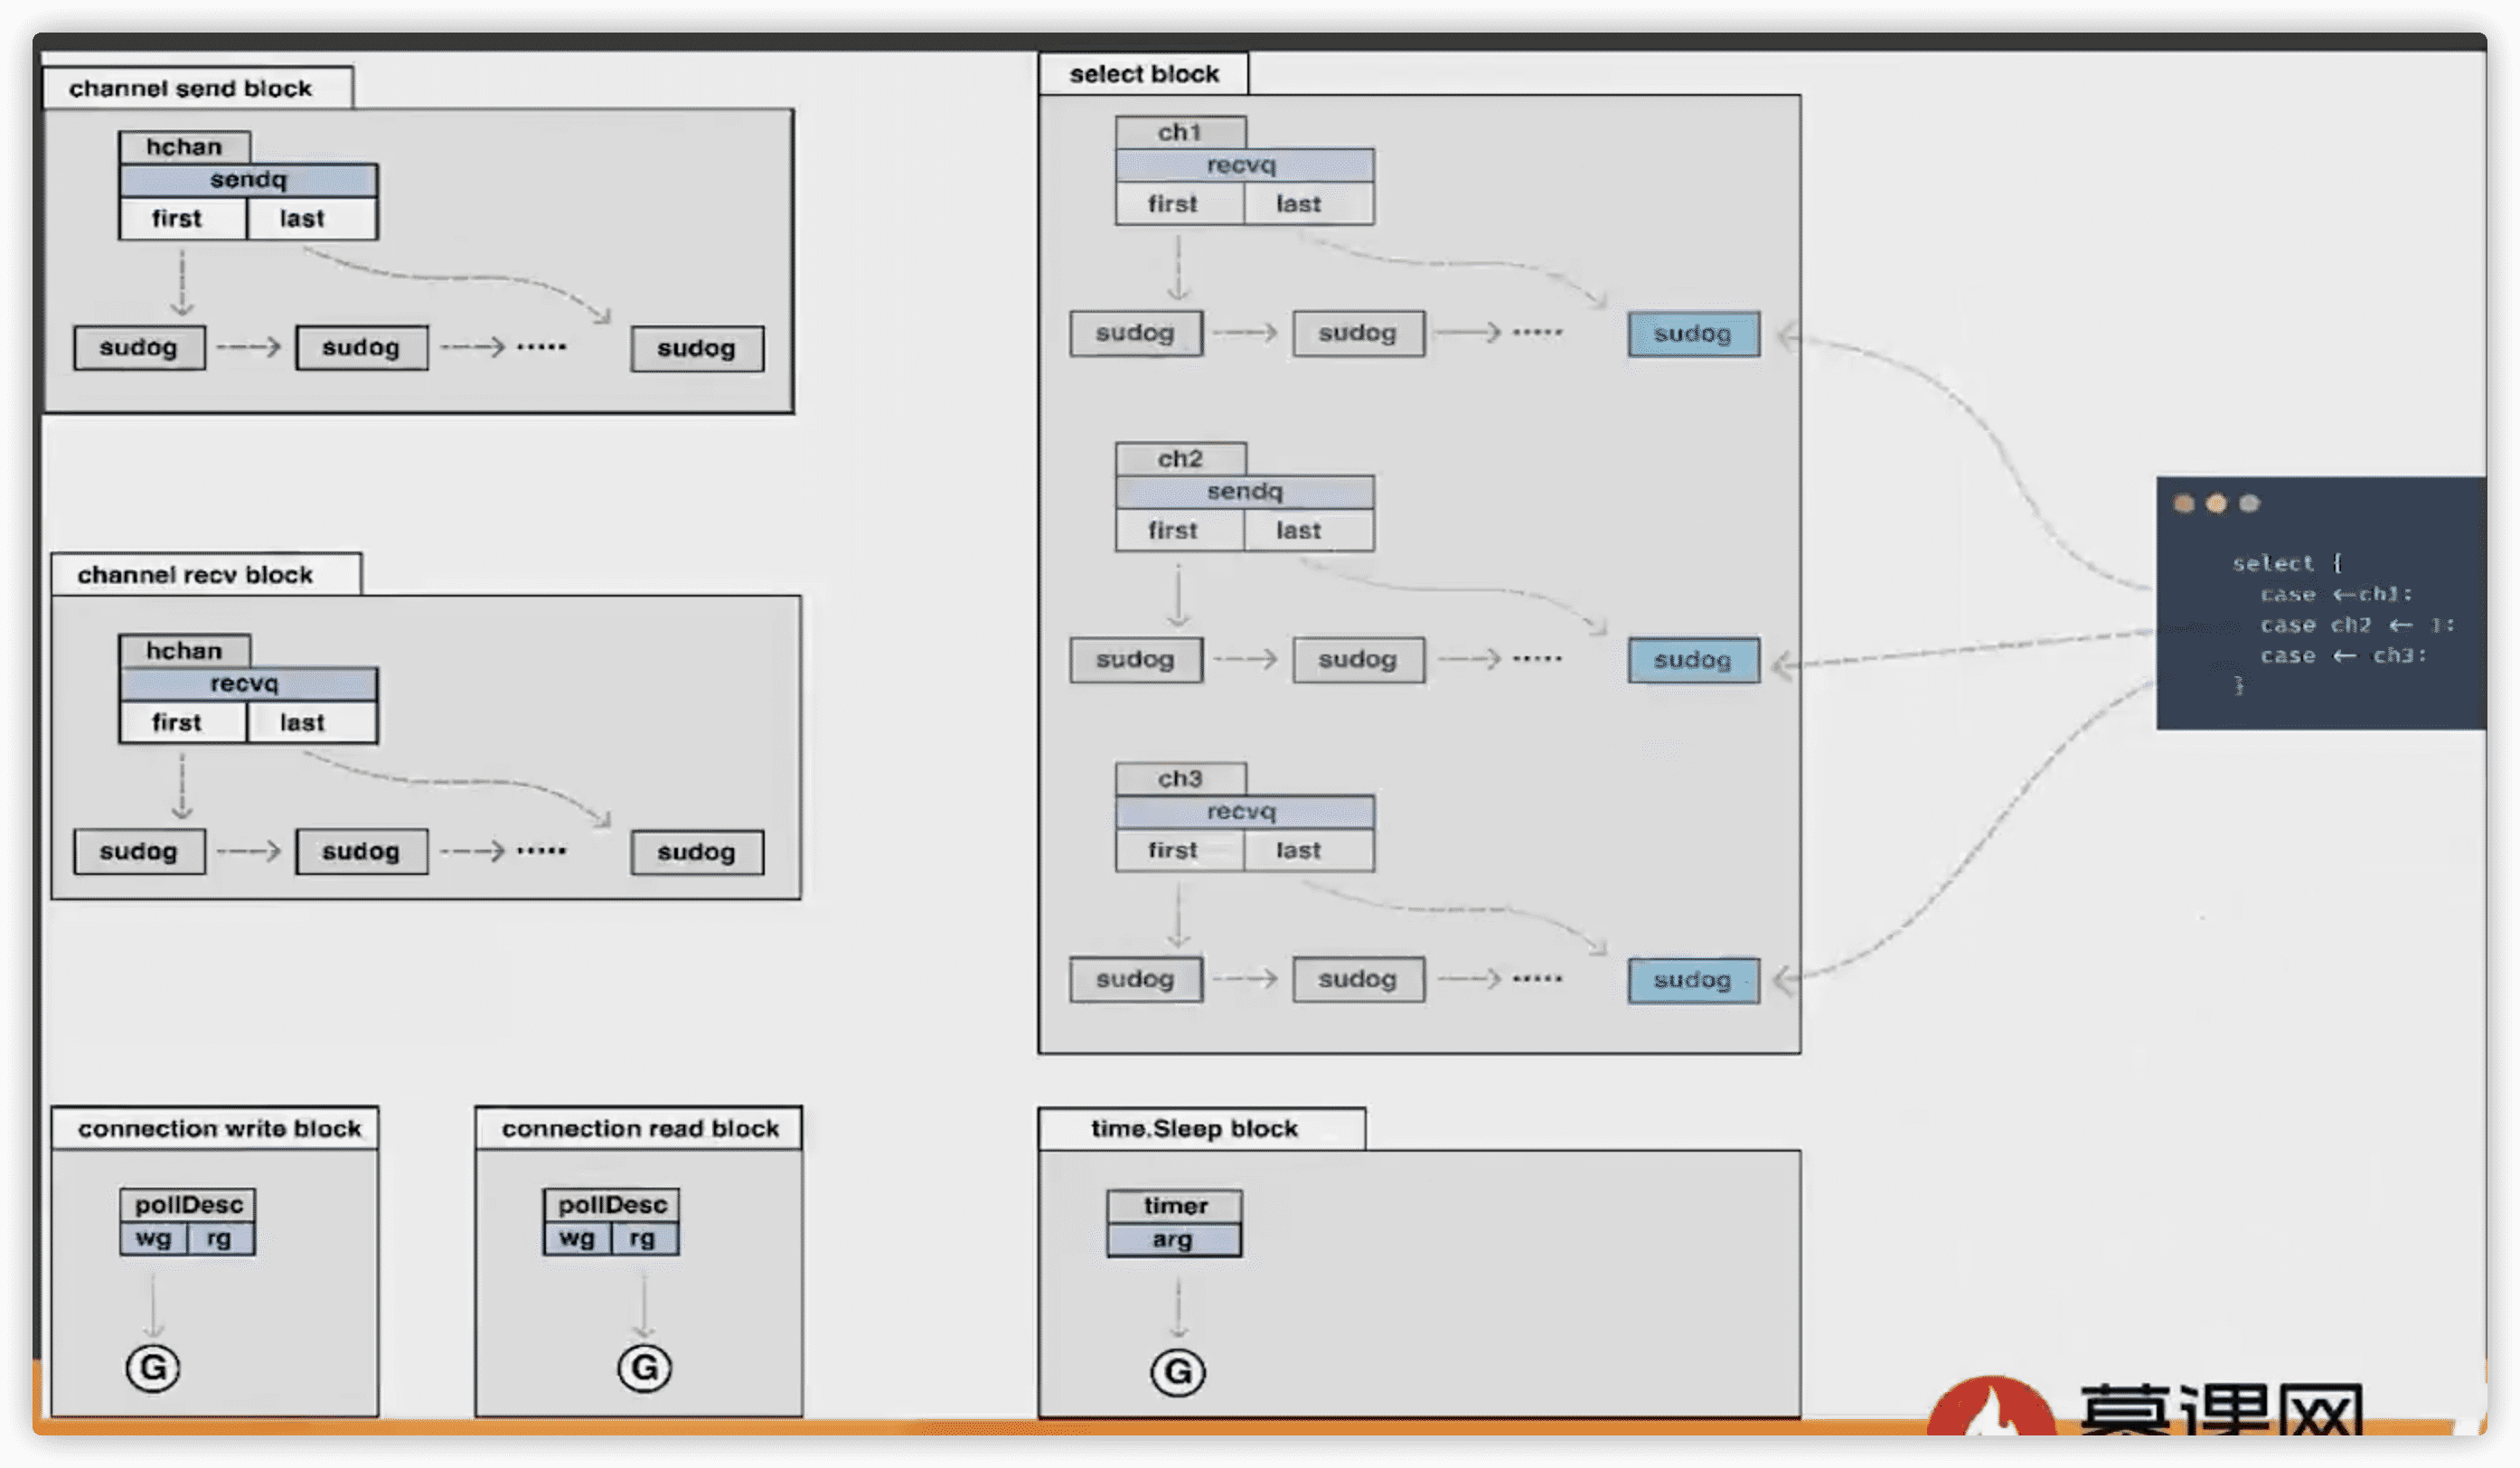 channel send block
hchan
sendq
first last
sudog sudog ..... sudog
channel recv block
hchan
recvq
first last
sudog sudog ..... sudog
connection write block
pollDesc
wg rg
G
connection read block
pollDesc
wg rg
G
select block
ch1
recvq
first last
sudog sudog ..... sudog
ch2
sendq
first last
sudog sudog ..... sudog
ch3
recvq
first last
sudog sudog ..... sudog
time.Sleep block
timer
arg
G
select {
case <-ch1:
case ch2 <- 1:
case <- ch3:
}
慕课网